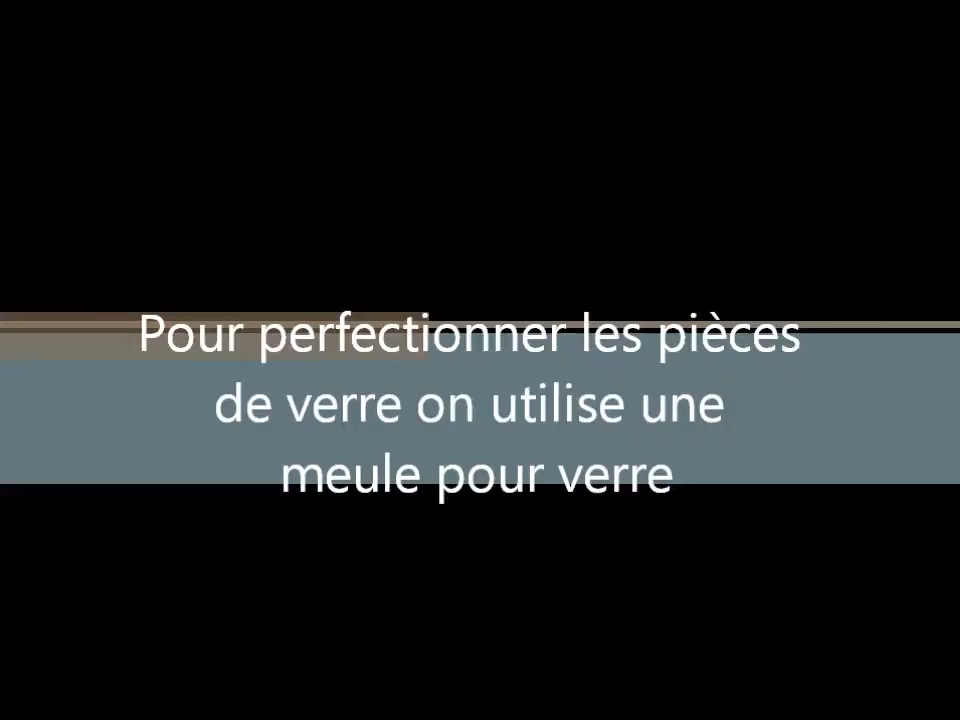 Pour perfectionner les pièces
de verre on utilise une
meule pour verre